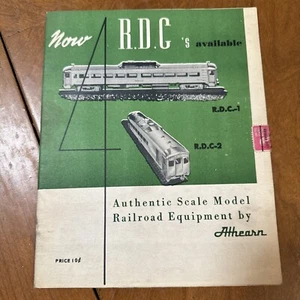 Now
4
R.D.C 's available
R.D.C-1
R.D.C-2
Authentic Scale Model
Railroad Equipment by
Athearn
PRICE 10¢